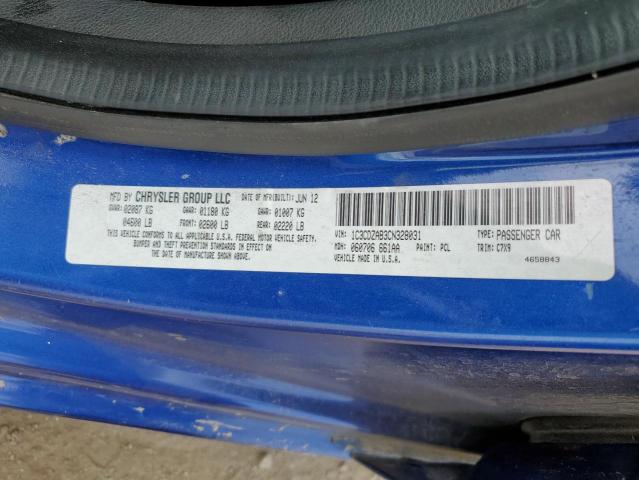 MFD BY CHRYSLER GROUP LLC DATE OF MFR(BUILT): JUN 12
GVWR: 02087 KG GAWR: 01180 KG GAWR: 01007 KG
04600 LB FRONT: 02600 LB REAR: 02220 LB
THIS VEHICLE CONFORMS TO ALL APPLICABLE U.S.A. FEDERAL MOTOR VEHICLE SAFETY,
BUMPER AND THEFT PREVENTION STANDARDS IN EFFECT ON
THE DATE OF MANUFACTURE SHOWN ABOVE.
VIN: 1C3CDZAB3CN328031 TYPE: PASSENGER CAR
MDH: 060706 661AA PAINT: PCL TRIM: C7X9
VEHICLE MADE IN U.S.A. 4658843